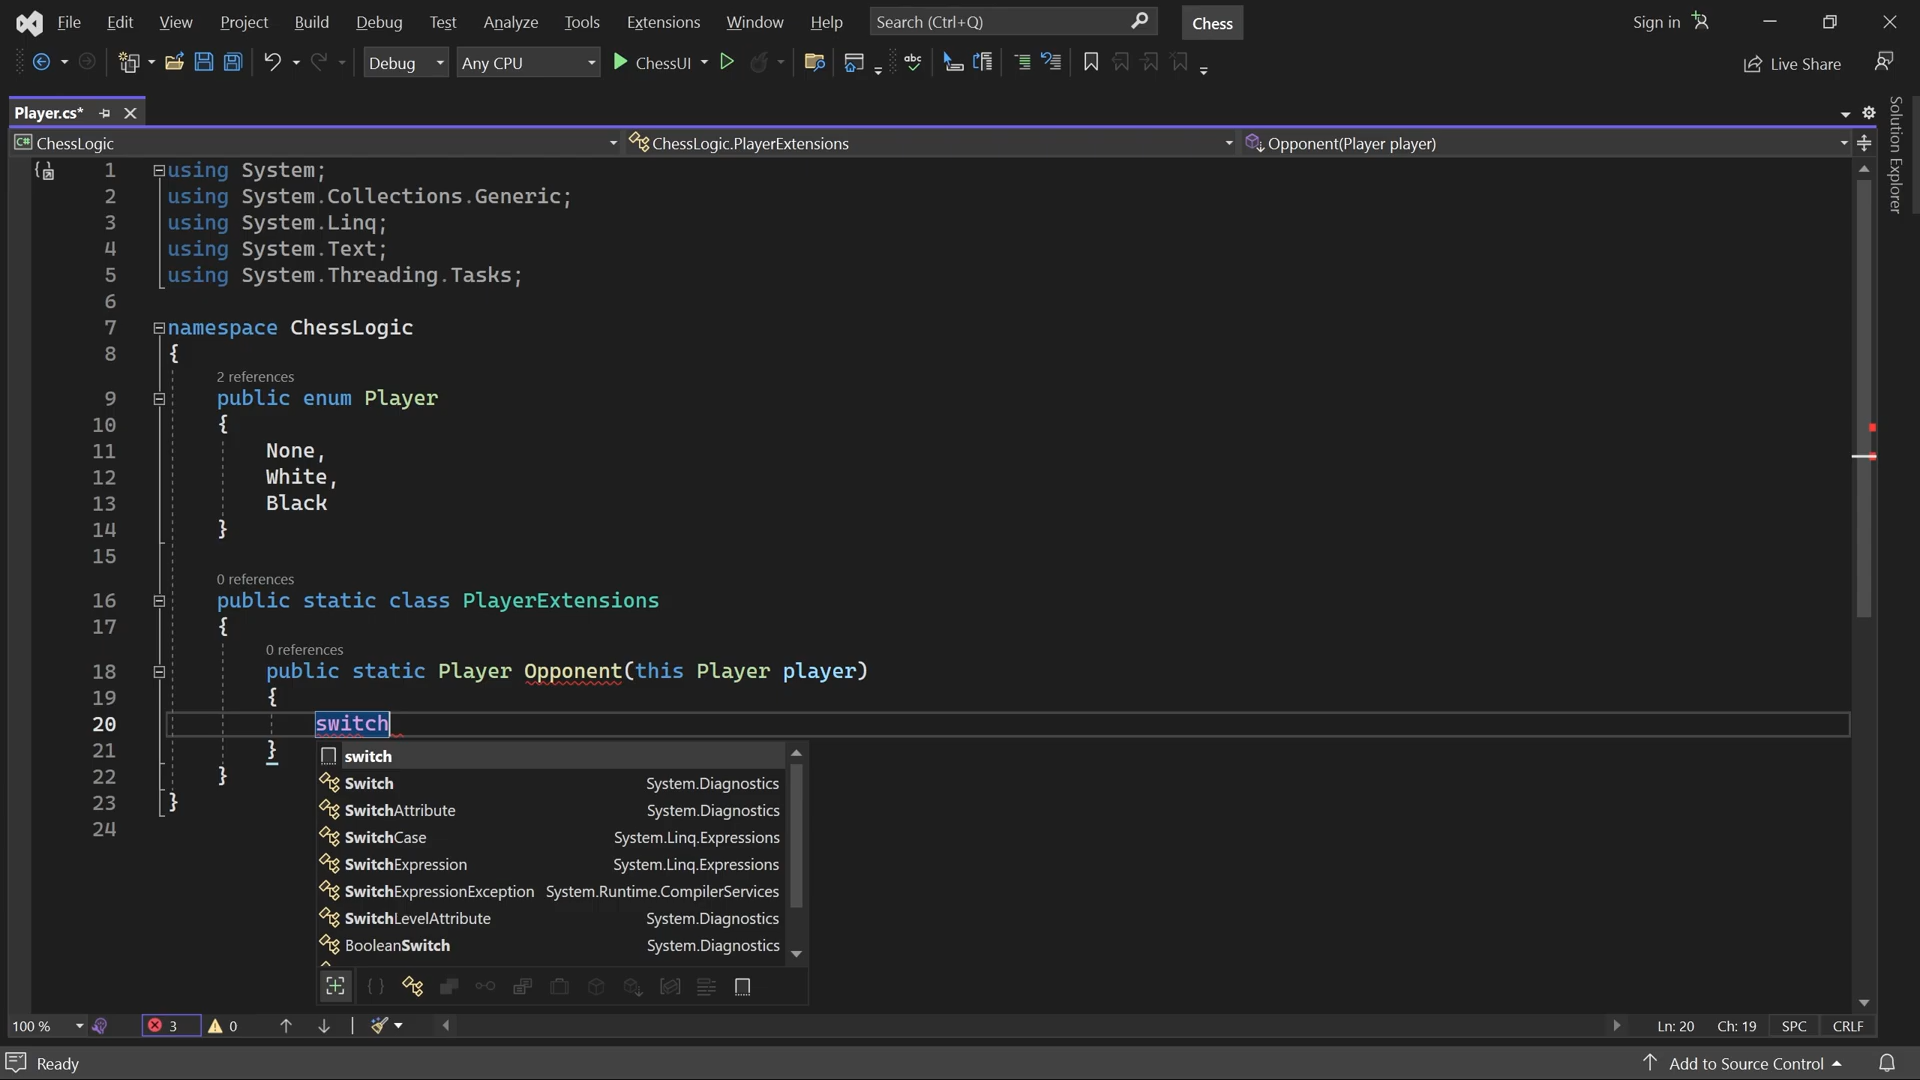 File Edit View Project Build Debug Test Analyze Tools Extensions Window Help Search (Ctrl+Q) Chess Sign in
Debug Any CPU ChessUI abc Live Share
Player.cs*
C# ChessLogic ChessLogic.PlayerExtensions Opponent(Player player)
Solution Explorer
1 using System;
2 using System.Collections.Generic;
3 using System.Linq;
4 using System.Text;
5 using System.Threading.Tasks;
6
7 namespace ChessLogic
8 {
2 references
9 public enum Player
10 {
11 None,
12 White,
13 Black
14 }
15
0 references
16 public static class PlayerExtensions
17 {
0 references
18 public static Player Opponent(this Player player)
19 {
20 switch
21 }
22 }
23 }
24
switch
Switch System.Diagnostics
SwitchAttribute System.Diagnostics
SwitchCase System.Linq.Expressions
SwitchExpression System.Linq.Expressions
SwitchExpressionException System.Runtime.CompilerServices
SwitchLevelAttribute System.Diagnostics
BooleanSwitch System.Diagnostics
100 % 3 0 Ln: 20 Ch: 19 SPC CRLF
Ready Add to Source Control